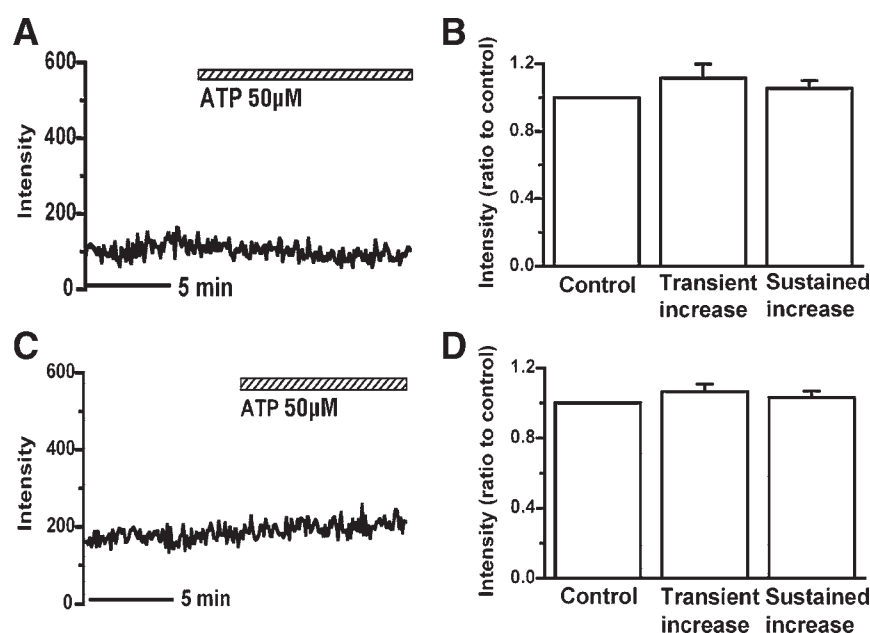 A
600
400
200
0
Intensity
ATP 50µM
5 min
B
1.2
0.8
0.4
0.0
Intensity (ratio to control)
Control
Transient increase
Sustained increase
C
600
400
200
0
Intensity
ATP 50µM
5 min
D
1.2
0.8
0.4
0.0
Intensity (ratio to control)
Control
Transient increase
Sustained increase